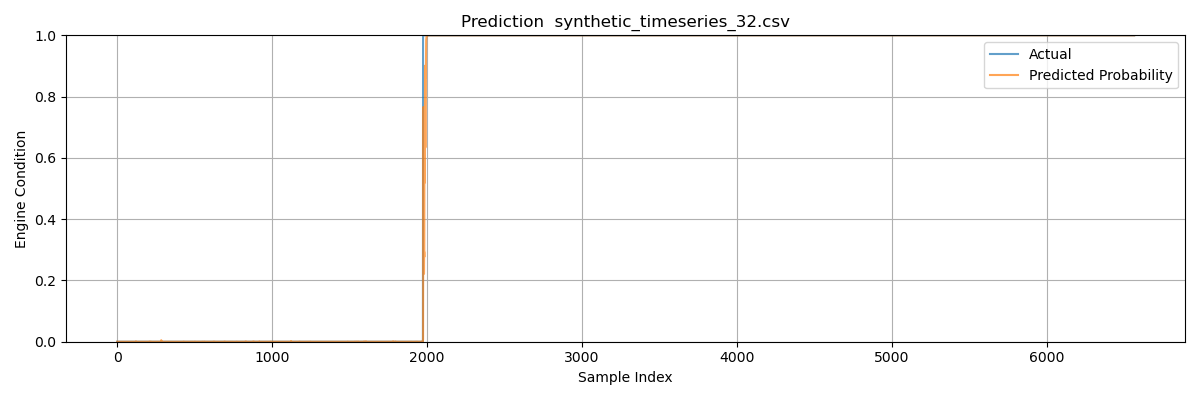 Prediction  synthetic_timeseries_32.csv
1.0
0.8
0.6
0.4
0.2
0.0
Engine Condition
Actual
Predicted Probability
0 1000 2000 3000 4000 5000 6000
Sample Index